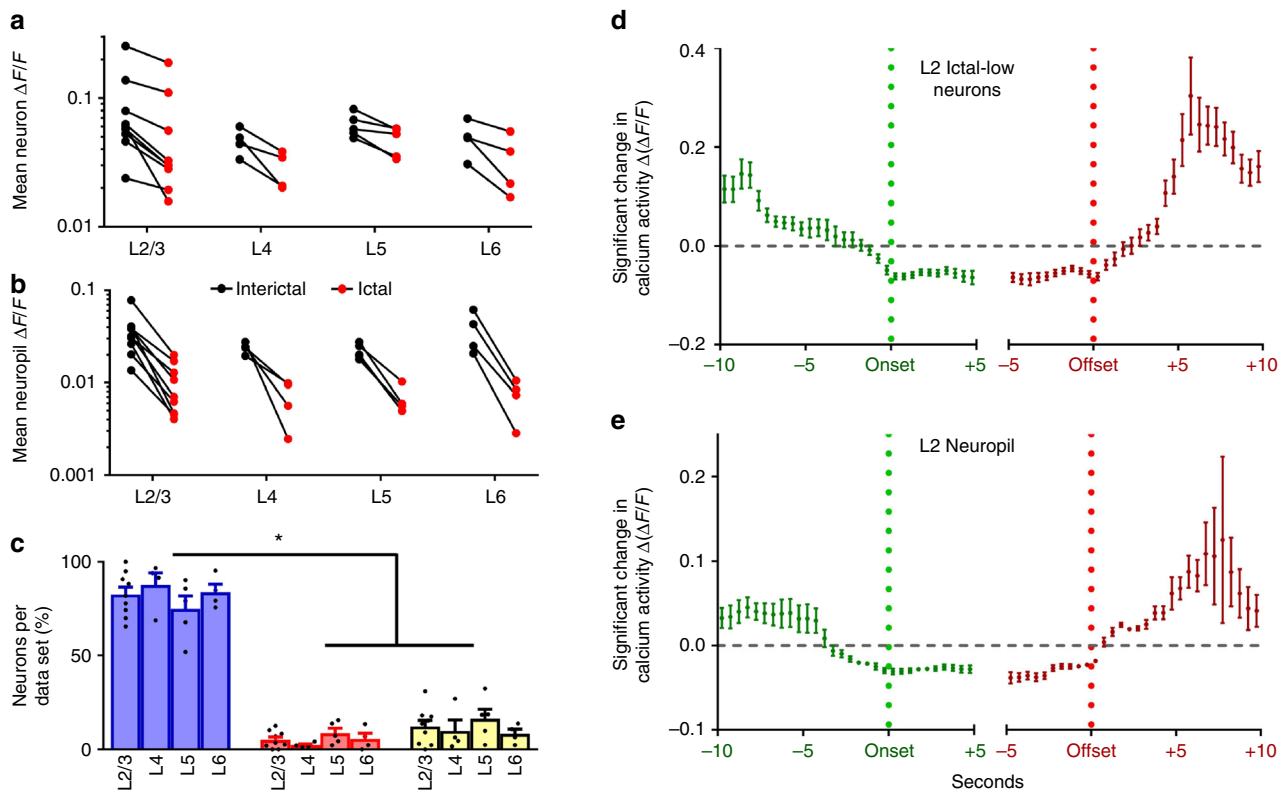 a
Mean neuron ΔF/F
0.1
0.01
L2/3 L4 L5 L6
b
Mean neuropil ΔF/F
0.1
0.01
0.001
Interictal Ictal
L2/3 L4 L5 L6
c
Neurons per
data set (%)
100
50
0
*
L2/3 L4 L5 L6 L2/3 L4 L5 L6 L2/3 L4 L5 L6
d
Significant change in
calcium activity Δ(ΔF/F)
0.4
0.2
0.0
−0.2
L2 Ictal-low
neurons
−10 −5 Onset +5 −5 Offset +5 +10
e
Significant change in
calcium activity Δ(ΔF/F)
0.2
0.1
0.0
−0.1
L2 Neuropil
−10 −5 Onset +5 −5 Offset +5 +10
Seconds